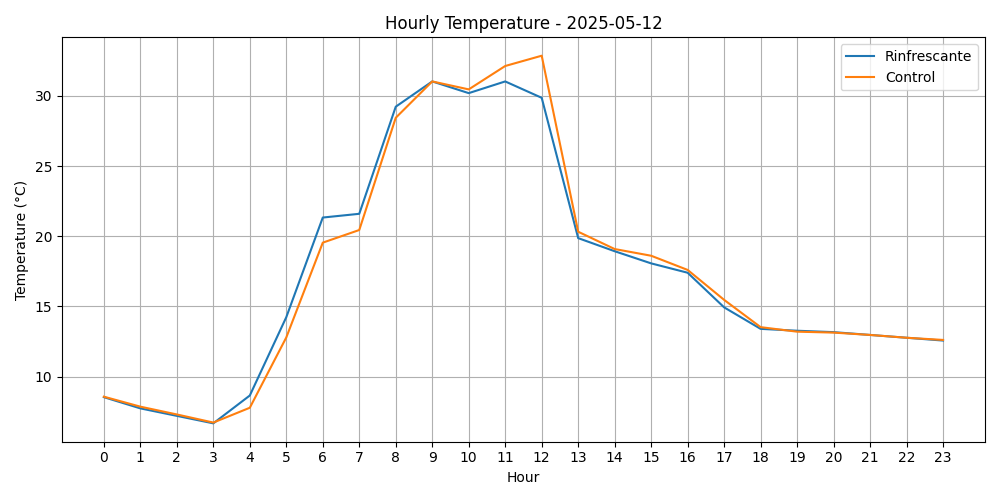 Hourly Temperature - 2025-05-12
Rinfrescante
Control
Temperature (°C)
30
25
20
15
10
0 1 2 3 4 5 6 7 8 9 10 11 12 13 14 15 16 17 18 19 20 21 22 23
Hour